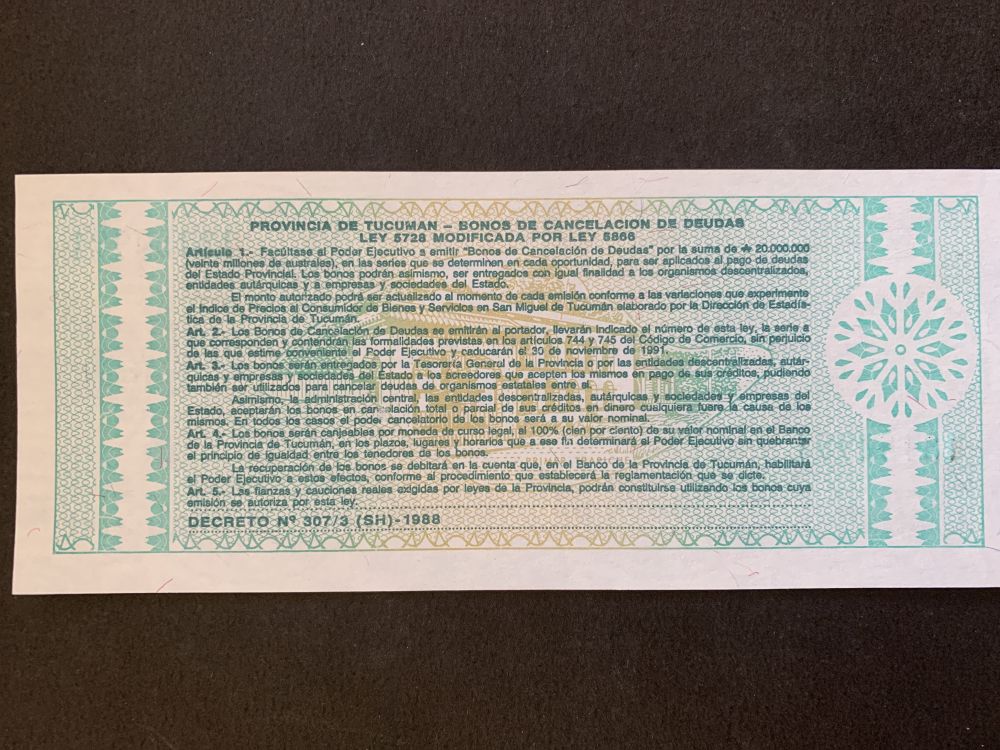 PROVINCIA DE TUCUMAN – BONOS DE CANCELACION DE DEUDAS
LEY 5728 MODIFICADA POR LEY 5866
Artículo 1.- Facúltase al Poder Ejecutivo a emitir "Bonos de Cancelación de Deudas" por la suma de ₳ 20.000.000
(veinte millones de australes), en las series que se determinen en cada oportunidad, para ser aplicados al pago de deudas
del Estado Provincial. Los bonos podrán asimismo, ser entregados con igual finalidad a los organismos descentralizados,
entidades autárquicas y a empresas y sociedades del Estado.
El monto autorizado podrá ser actualizado al momento de cada emisión conforme a las variaciones que experimente
el Indice de Precios al Consumidor de Bienes y Servicios en San Miguel de Tucumán elaborado por la Dirección de Estadís-
tica de la Provincia de Tucumán.
Art. 2.- Los Bonos de Cancelación de Deudas se emitirán al portador, llevarán indicado el número de esta ley, la serie a
que corresponden y contendrán las formalidades previstas en los artículos 744 y 745 del Código de Comercio, sin perjuicio
de las que estime conveniente el Poder Ejecutivo y caducarán el 30 de noviembre de 1991.
Art. 3.- Los bonos serán entregados por la Tesorería General de la Provincia o por las entidades descentralizadas, autár-
quicas y empresas y sociedades del Estado a los acreedores que acepten los mismos en pago de sus créditos, pudiendo
también ser utilizados para cancelar deudas de organismos estatales entre sí.
Asimismo, la administración central, las entidades descentralizadas, autárquicas y sociedades y empresas del
Estado, aceptarán los bonos en cancelación total o parcial de sus créditos en dinero cualquiera fuere la causa de los
mismos. En todos los casos el poder cancelatorio de los bonos será a su valor nominal.
Art. 4.- Los bonos serán canjeables por moneda de curso legal, al 100% (cien por ciento) de su valor nominal en el Banco
de la Provincia de Tucumán, en los plazos, lugares y horarios que a ese fin determinará el Poder Ejecutivo sin quebrantar
el principio de igualdad entre los tenedores de los bonos.
La recuperación de los bonos se debitará en la cuenta que, en el Banco de la Provincia de Tucumán, habilitará
el Poder Ejecutivo a estos efectos, conforme al procedimiento que establecerá la reglamentación que se dicte.
Art. 5.- Las fianzas y cauciones reales exigidas por leyes de la Provincia, podrán constituirse utilizando los bonos cuya
emisión se autoriza por esta ley.
DECRETO Nº 307/3 (SH)-1988